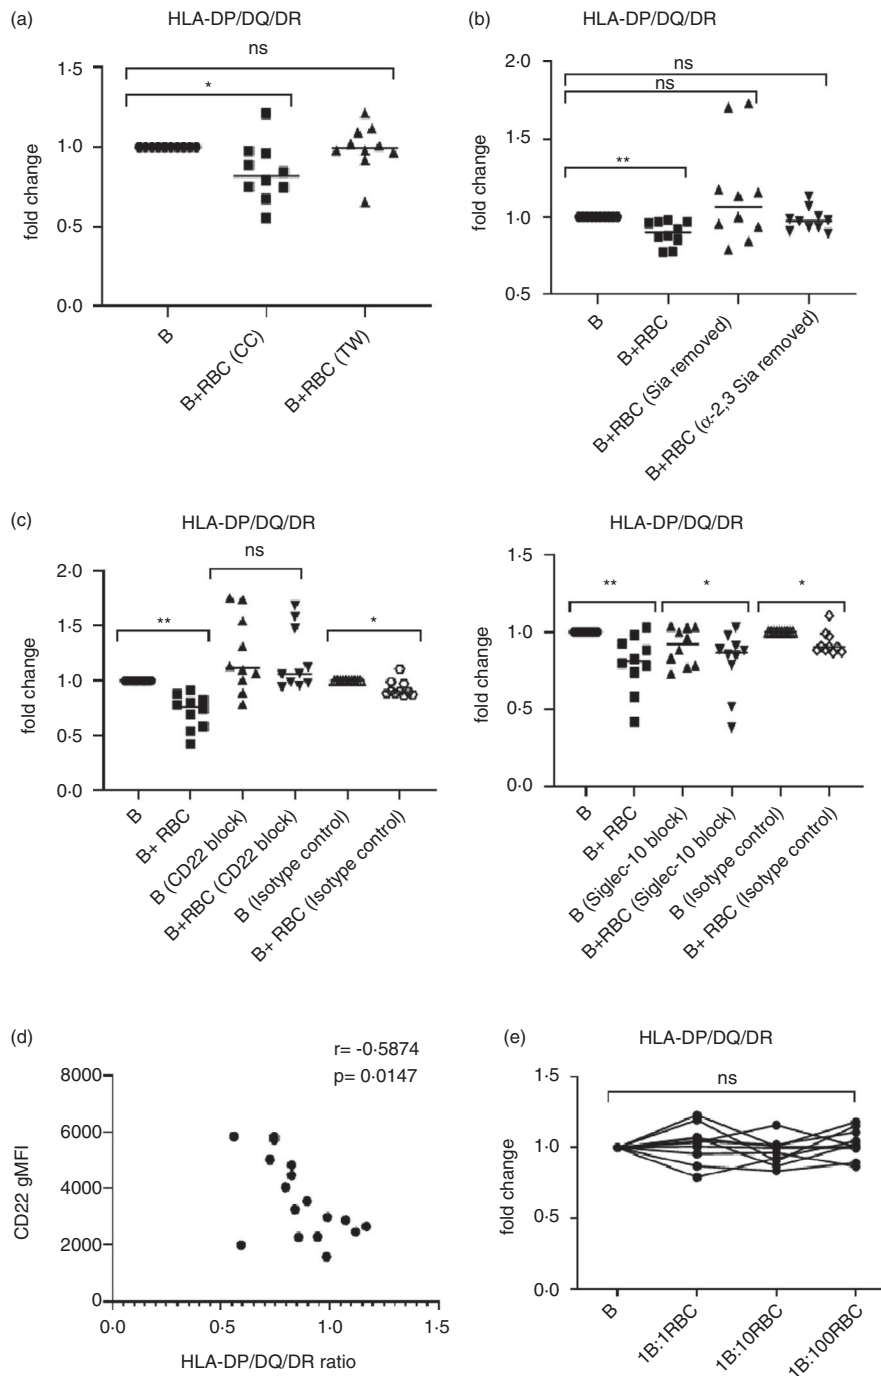 (a)
HLA-DP/DQ/DR
ns
*
1·5
1·0
0·5
0·0
fold change
B
B+RBC (CC)
B+RBC (TW)
(b)
HLA-DP/DQ/DR
ns
ns
**
2·0
1·5
1·0
0·5
fold change
B
B+RBC
B+RBC (Sia removed)
B+RBC (α-2,3 Sia removed)
(c)
HLA-DP/DQ/DR
ns
**
*
2·0
1·5
1·0
0·5
0·0
fold change
B
B+ RBC
B (CD22 block)
B+RBC (CD22 block)
B (Isotype control)
B+ RBC (Isotype control)
HLA-DP/DQ/DR
**
*
*
1·5
1·0
0·5
0·0
fold change
B
B+ RBC
B (Siglec-10 block)
B+RBC (Siglec-10 block)
B (Isotype control)
B+ RBC (Isotype control)
(d)
r= -0·5874
p= 0·0147
8000
6000
4000
2000
0
CD22 gMFI
0·0
0·5
1·0
1·5
HLA-DP/DQ/DR ratio
(e)
HLA-DP/DQ/DR
ns
1·5
1·0
0·5
0·0
fold change
B
1B:1RBC
1B:10RBC
1B:100RBC